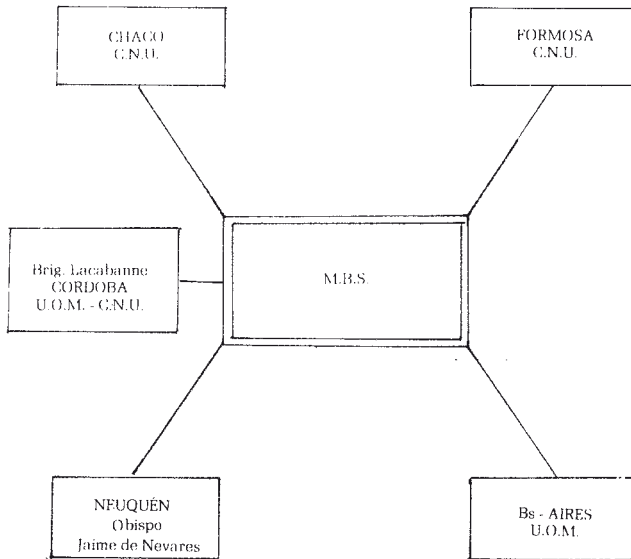 CHACO
C.N.U.
FORMOSA
C.N.U.
Brig. Lacabanne
CORDOBA
U.O.M. - C.N.U.
M.B.S.
NEUQUÉN
Obispo
Jaime de Nevares
Bs - AIRES
U.O.M.